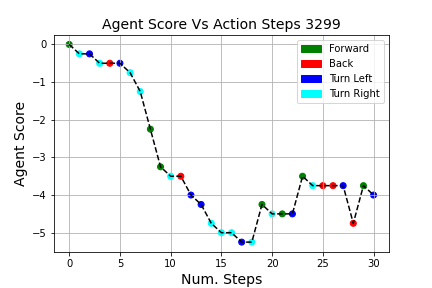 Agent Score Vs Action Steps 3299
Agent Score
0
−1
−2
−3
−4
−5
Forward
Back
Turn Left
Turn Right
0 5 10 15 20 25 30
Num. Steps